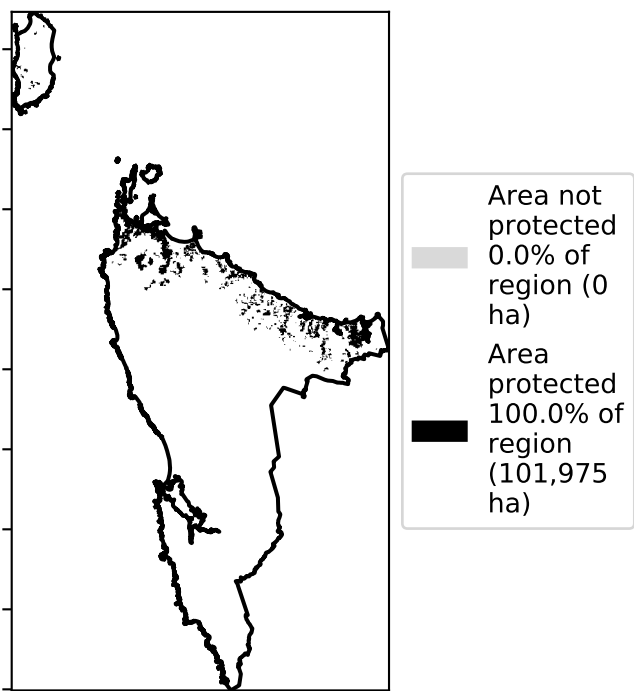 Area not
protected
0.0% of
region (0
ha)
Area
protected
100.0% of
region
(101,975
ha)